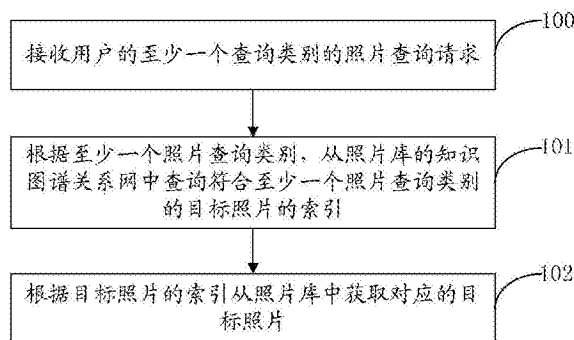 100
接收用户的至少一个查询类别的照片查询请求
101
根据至少一个照片查询类别，从照片库的知识
图谱关系网中查询符合至少一个照片查询类别
的目标照片的索引
102
根据目标照片的索引从照片库中获取对应的目
标照片